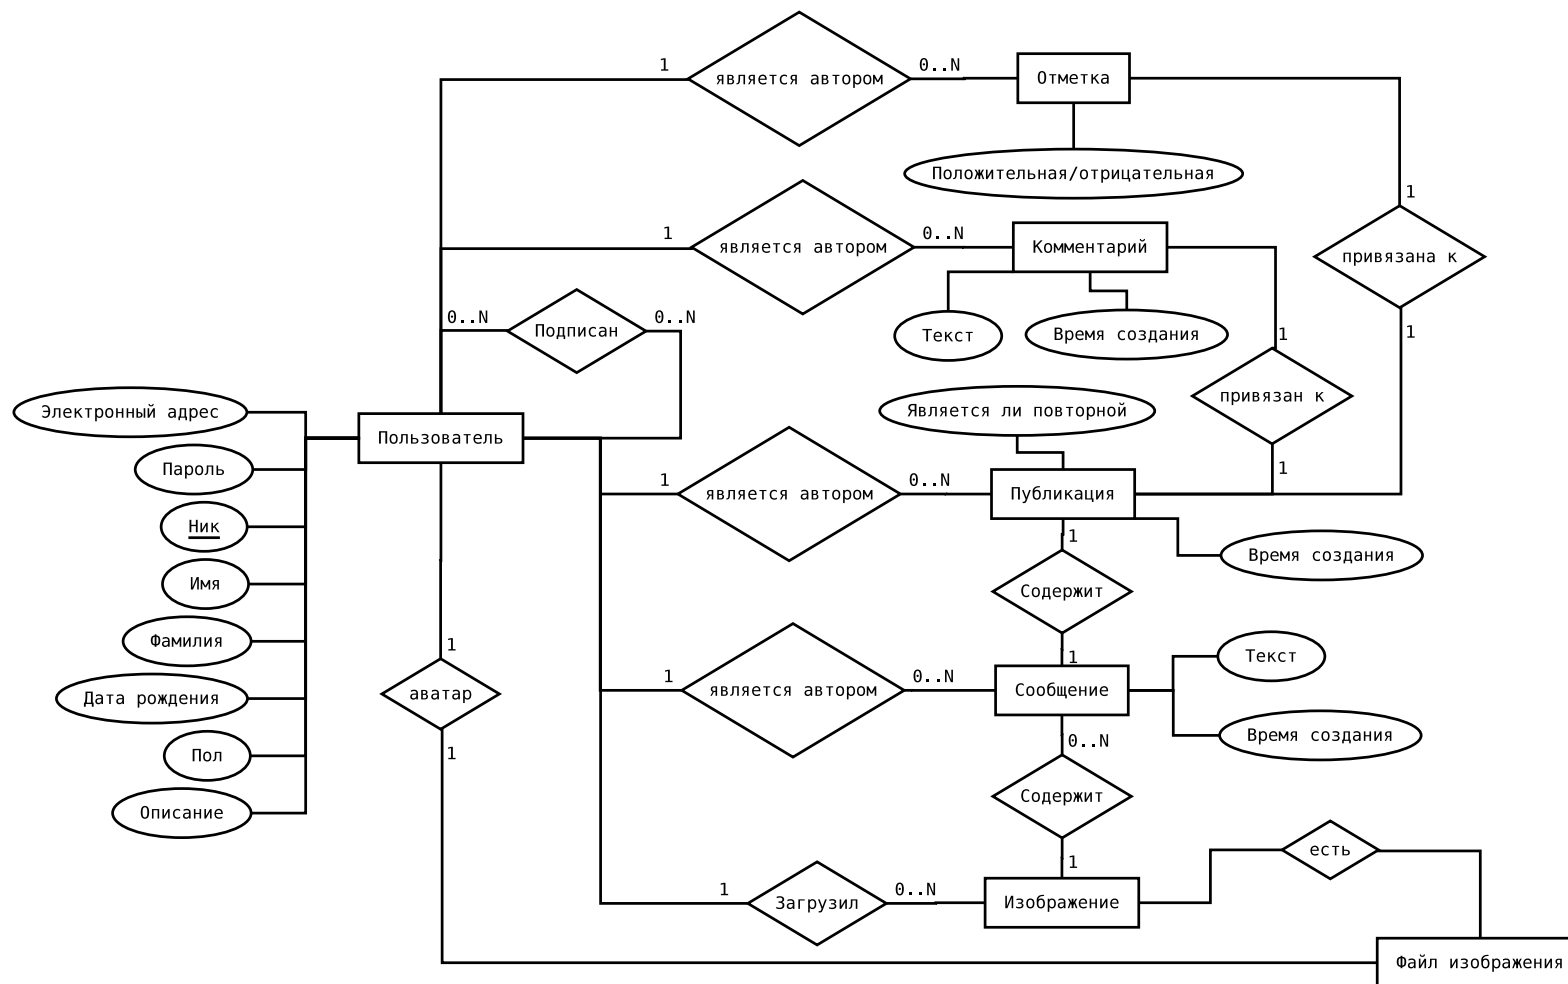 1
является автором
0..N
Отметка
Положительная/отрицательная
1
привязана к
1
1
является автором
0..N
Комментарий
Текст
Время создания
1
привязан к
1
0..N
Подписан
0..N
Электронный адрес
Пароль
Ник
Имя
Фамилия
Дата рождения
Пол
Описание
Пользователь
Является ли повторной
1
является автором
0..N
Публикация
Время создания
1
Содержит
1
1
является автором
0..N
Сообщение
Текст
Время создания
1
аватар
1
0..N
Содержит
1
1
Загрузил
0..N
Изображение
есть
Файл изображения